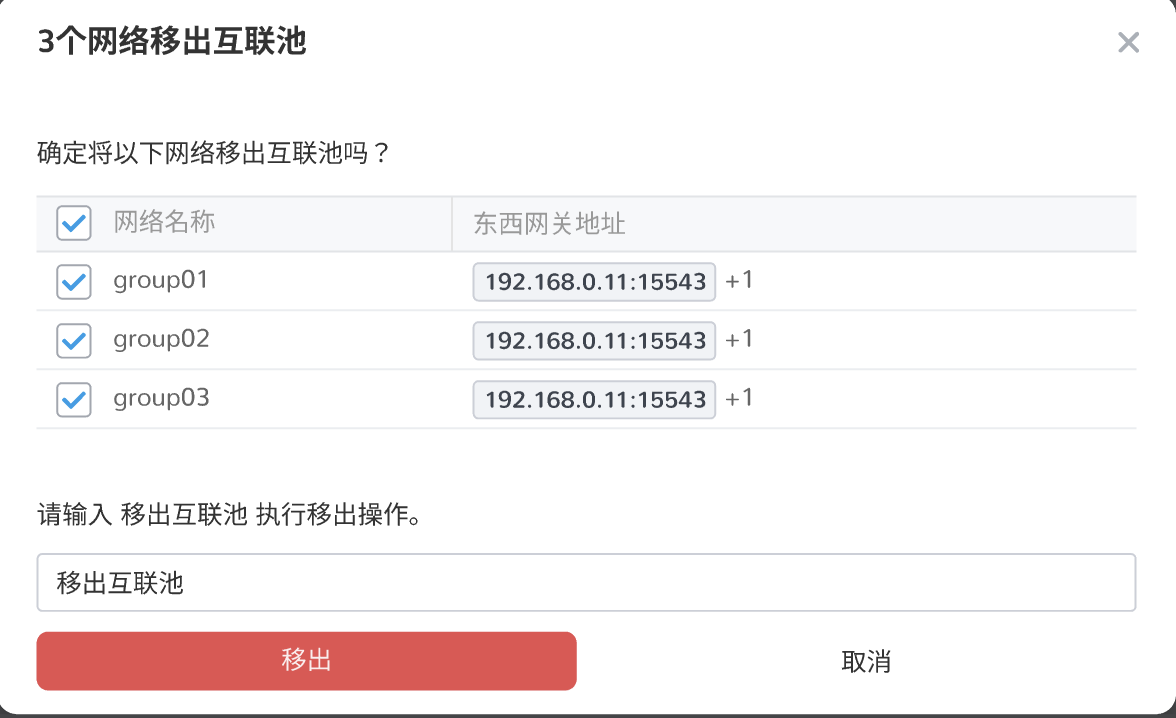 3个网络移出互联池
确定将以下网络移出互联池吗？
网络名称 东西网关地址
group01 192.168.0.11:15543 +1
group02 192.168.0.11:15543 +1
group03 192.168.0.11:15543 +1
请输入 移出互联池 执行移出操作。
移出互联池
移出 取消